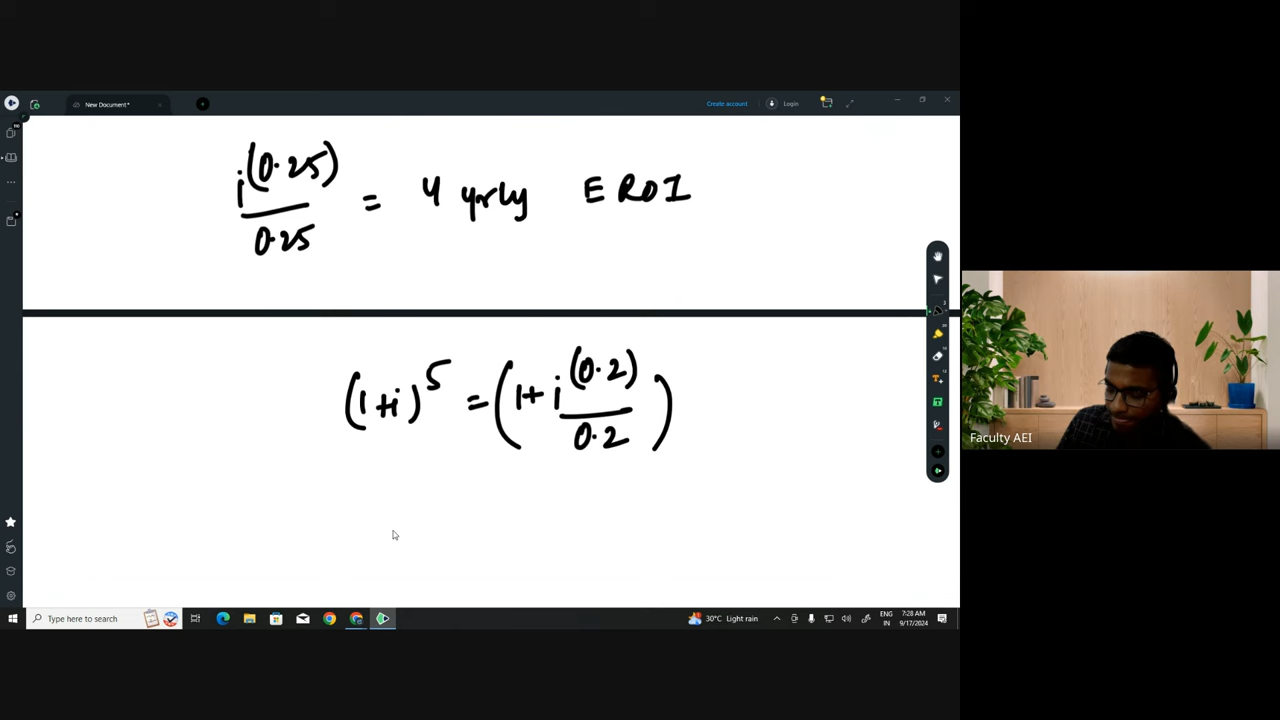 New Document*
Create account
Login
i^(0.25)/0.25 = 4 yrly EROI
(1+i)^5 = (1+ i^(0.2)/0.2)
Faculty AEI
Type here to search
30°C Light rain
ENG
IN
7:28 AM
9/17/2024